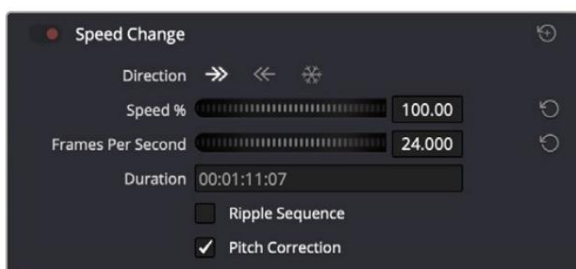 Speed Change
Direction
Speed % 100.00
Frames Per Second 24.000
Duration 00:01:11:07
Ripple Sequence
Pitch Correction